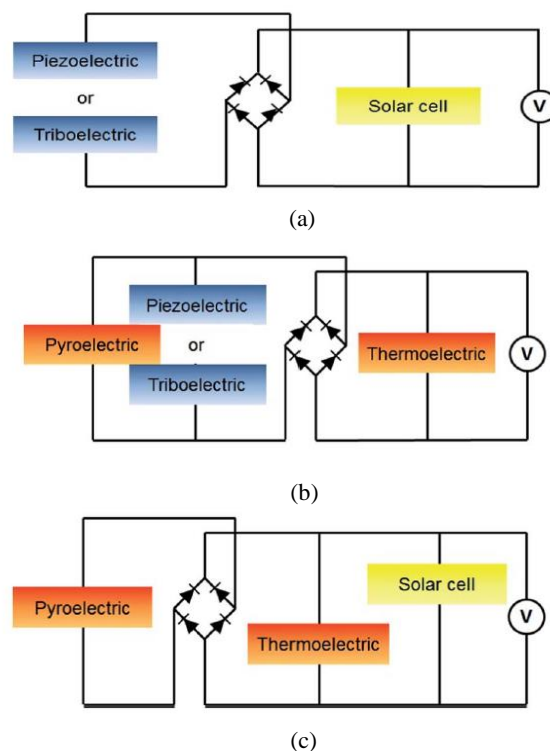 Piezoelectric
or
Triboelectric
Solar cell
V
(a)
Piezoelectric
Pyroelectric
or
Triboelectric
Thermoelectric
V
(b)
Pyroelectric
Thermoelectric
Solar cell
V
(c)